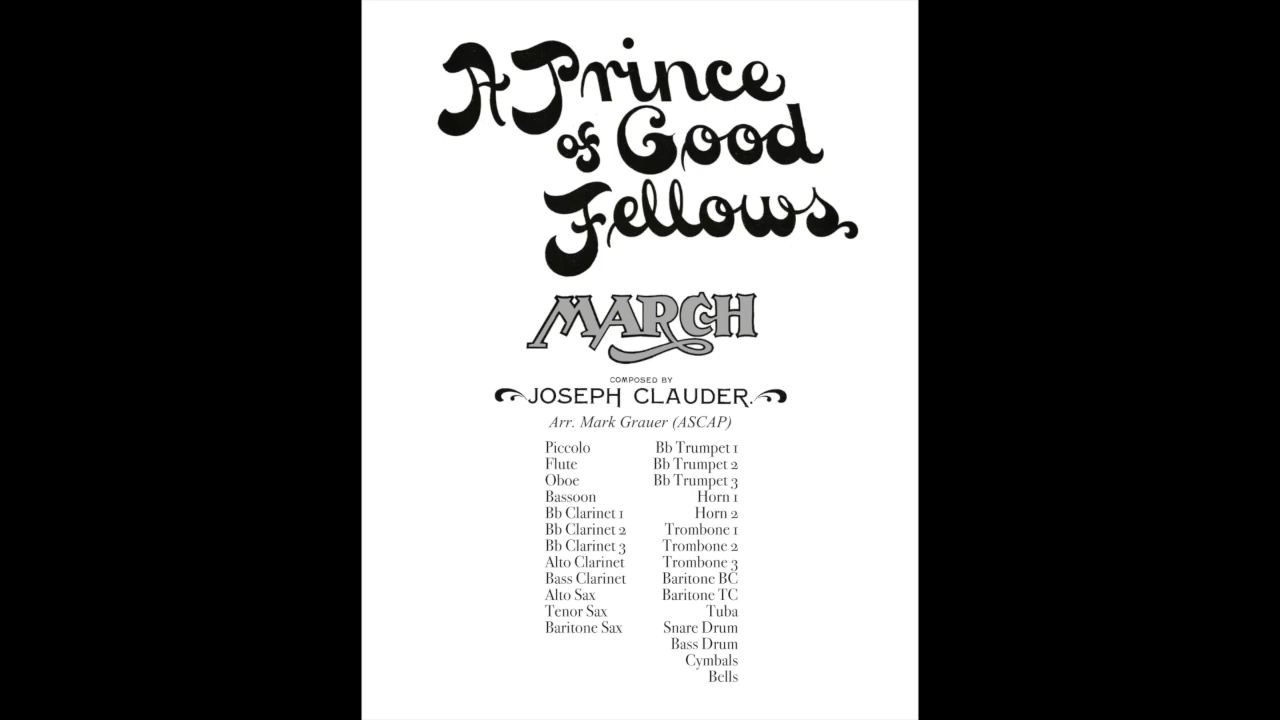 A Prince
of Good
Fellows,
MARCH
COMPOSED BY
JOSEPH CLAUDER.
Arr. Mark Grauer (ASCAP)
Piccolo
Flute
Oboe
Bassoon
Bb Clarinet 1
Bb Clarinet 2
Bb Clarinet 3
Alto Clarinet
Bass Clarinet
Alto Sax
Tenor Sax
Baritone Sax
Bb Trumpet 1
Bb Trumpet 2
Bb Trumpet 3
Horn 1
Horn 2
Trombone 1
Trombone 2
Trombone 3
Baritone BC
Baritone TC
Tuba
Snare Drum
Bass Drum
Cymbals
Bells